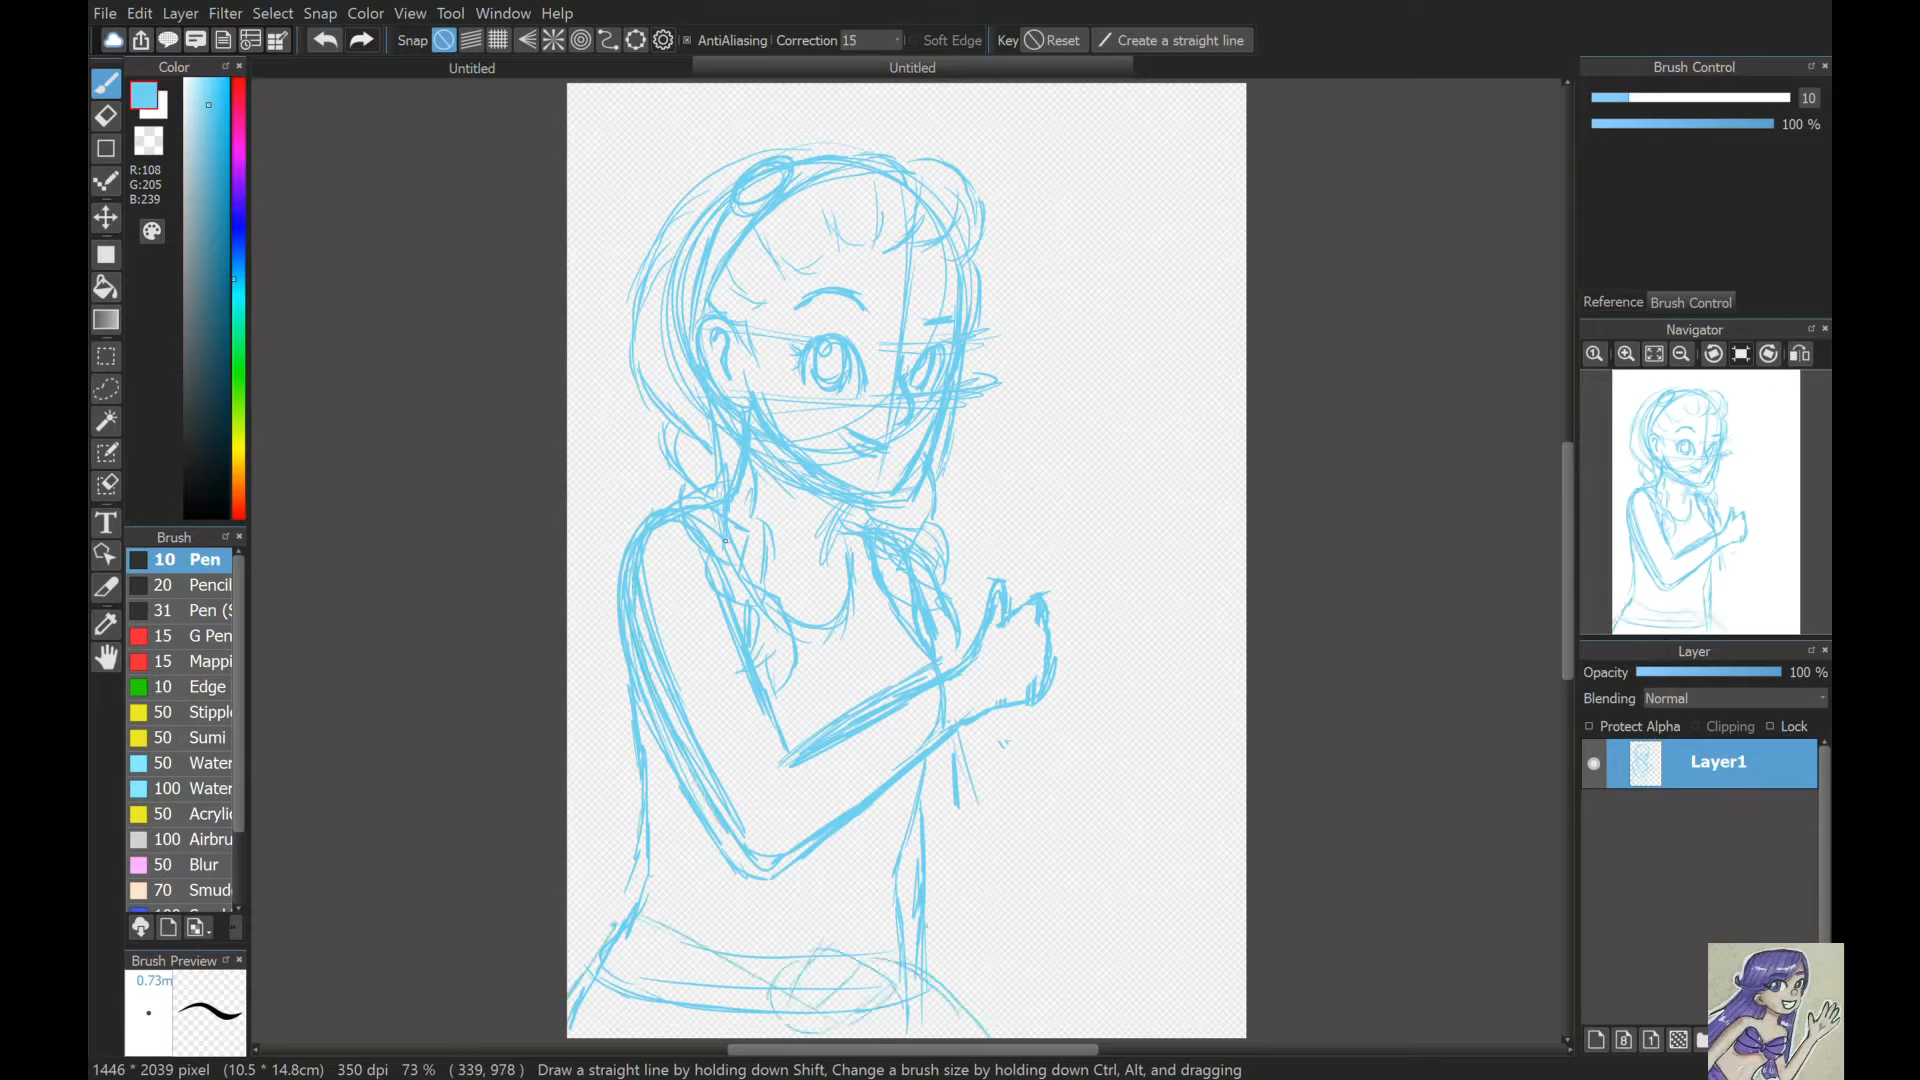 File Edit Layer Filter Select Snap Color View Tool Window Help
Snap AntiAliasing Correction 15 Soft Edge Key Reset Create a straight line
Color
Untitled
Untitled
R:108
G:205
B:239
Brush
10 Pen
20 Pencil
31 Pen (S
15 G Pen
15 Mappi
10 Edge
50 Stippl
50 Sumi
50 Water
100 Water
50 Acrylic
100 Airbru
50 Blur
70 Smud
Brush Preview
0.73m
Brush Control
10
100 %
Reference Brush Control
Navigator
Layer
Opacity 100 %
Blending Normal
Protect Alpha Clipping Lock
Layer1
1446 * 2039 pixel (10.5 * 14.8cm) 350 dpi 73 % ( 339, 978 ) Draw a straight line by holding down Shift, Change a brush size by holding down Ctrl, Alt, and dragging